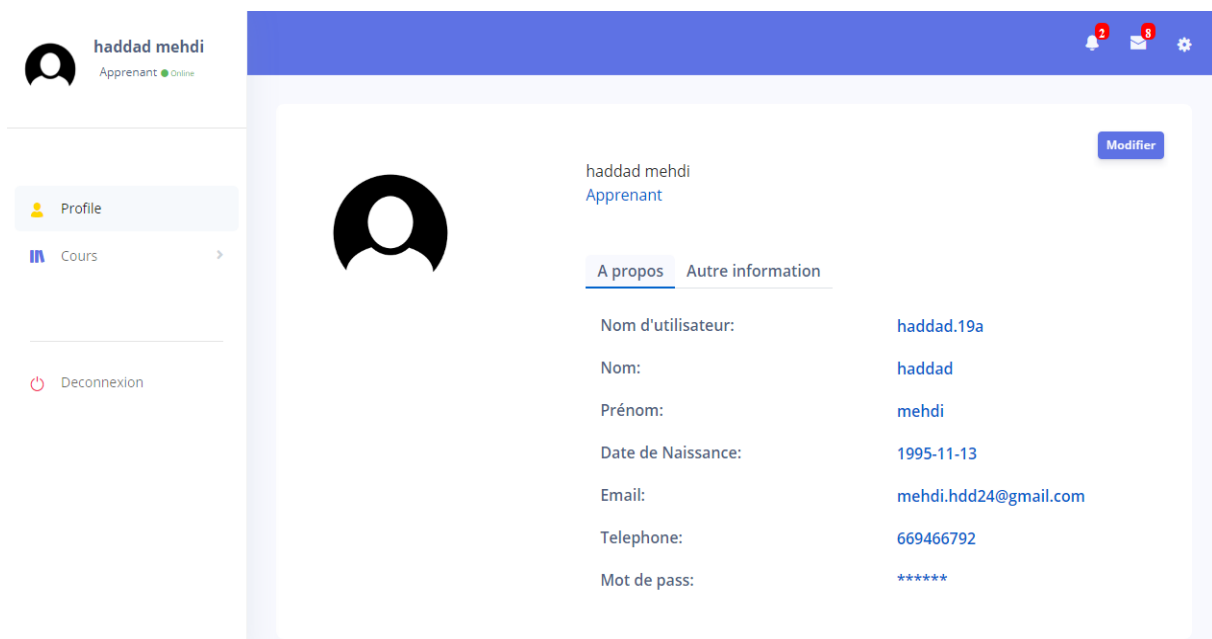 haddad mehdi
Apprenant Online
2
8
Profile
Cours
Deconnexion
Modifier
haddad mehdi
Apprenant
A propos Autre information
Nom d'utilisateur: haddad.19a
Nom: haddad
Prénom: mehdi
Date de Naissance: 1995-11-13
Email: mehdi.hdd24@gmail.com
Telephone: 669466792
Mot de pass: ******